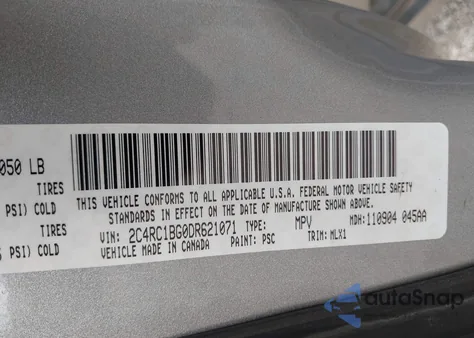 050 LB
TIRES
PSI) COLD
TIRES
PSI) COLD
THIS VEHICLE CONFORMS TO ALL APPLICABLE U.S.A. FEDERAL MOTOR VEHICLE SAFETY
STANDARDS IN EFFECT ON THE DATE OF MANUFACTURE SHOWN ABOVE.
VIN: 2C4RC1BG0DR621071 TYPE: MPV MDH: 110904 045AA
VEHICLE MADE IN CANADA PAINT: PSC TRIM: MLX1
autoSnap